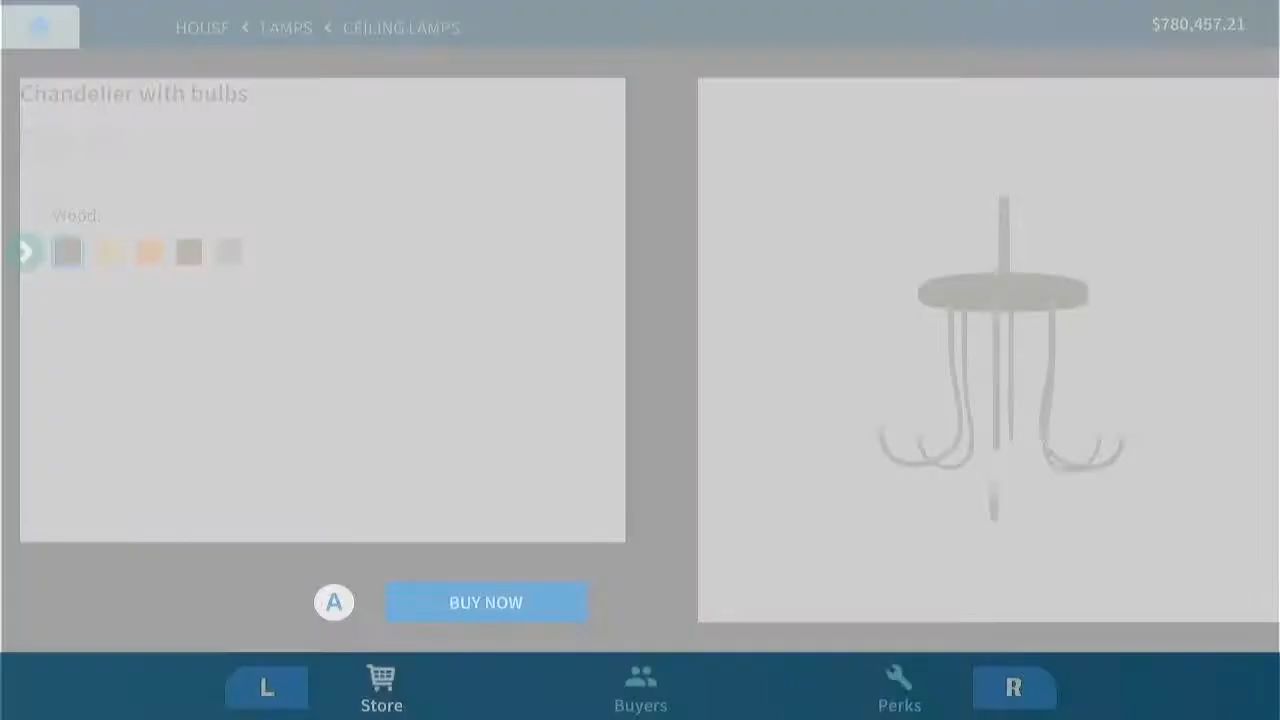 HOUSE < LAMPS < CEILING LAMPS
$780,457.21
Chandelier with bulbs
Wood:
A
BUY NOW
L
Store
Buyers
Perks
R